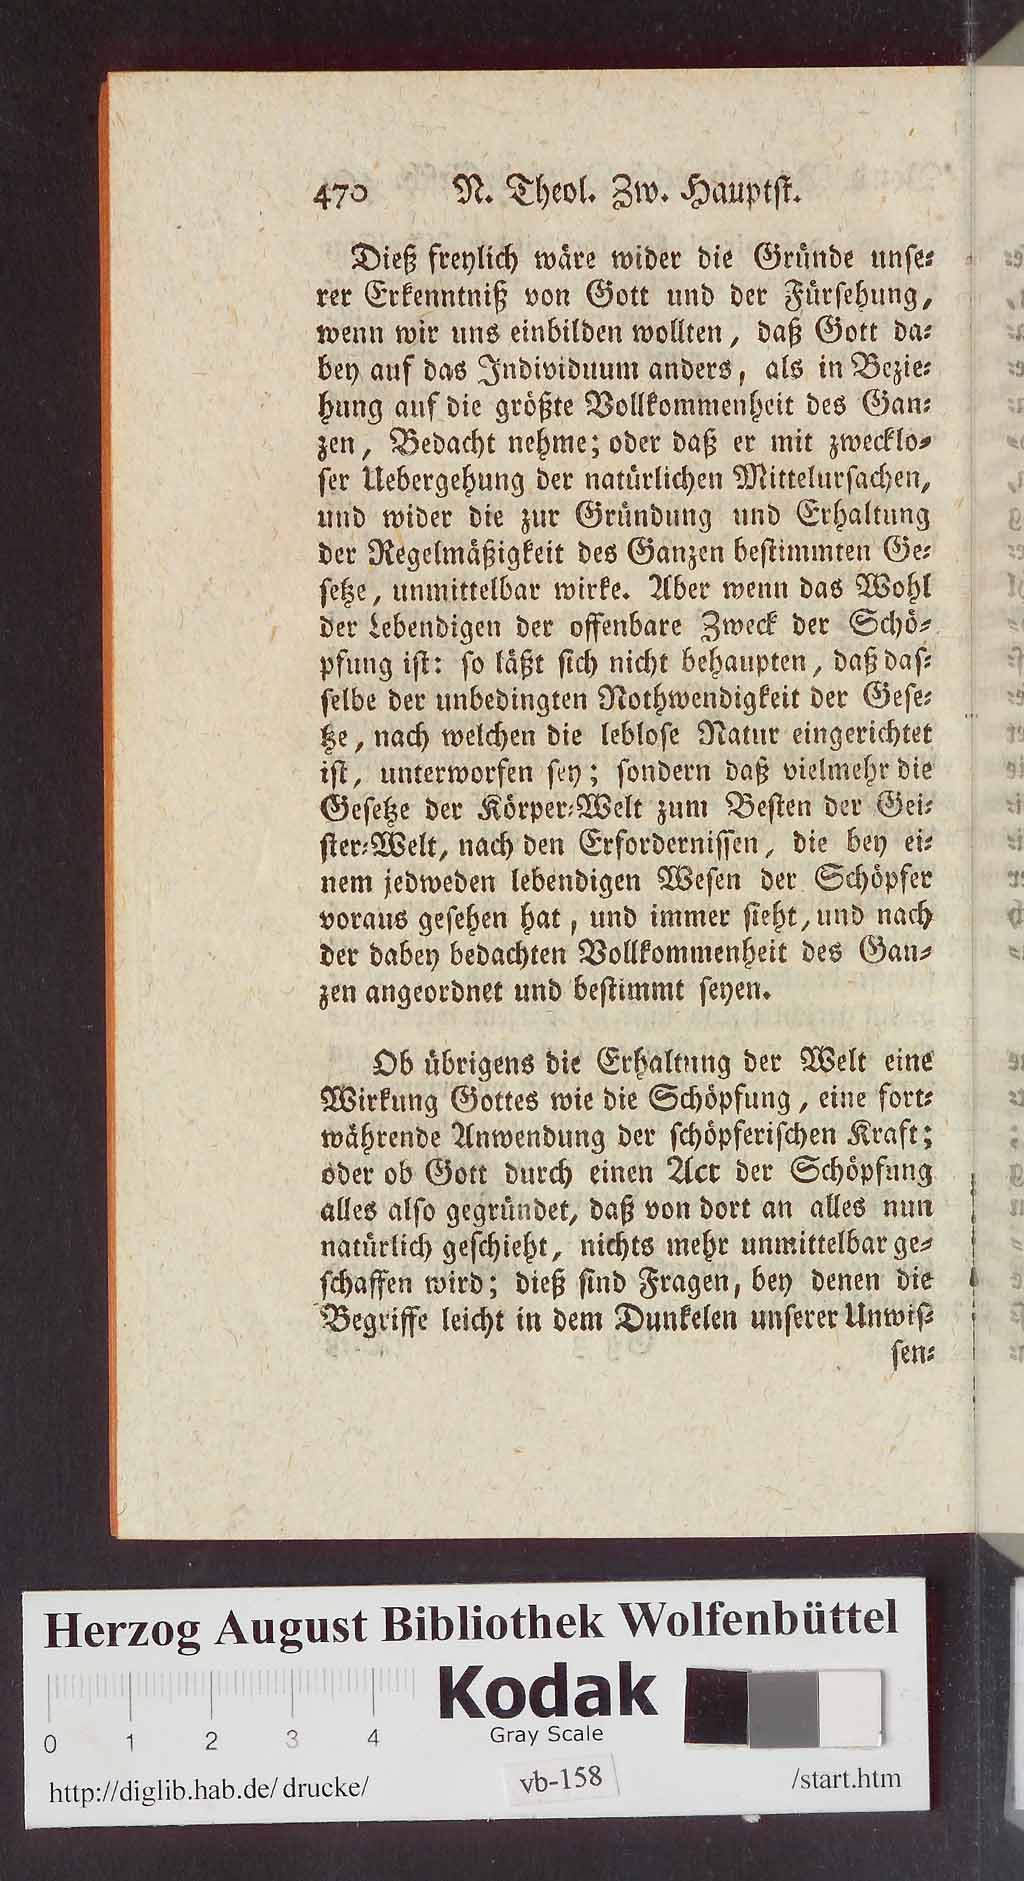 470 N. Theol. Zw. Hauptst.
Dieß freylich wäre wider die Gründe unse-
rer Erkenntniß von Gott und der Fürsehung,
wenn wir uns einbilden wollten, daß Gott da-
bey auf das Individuum anders, als in Bezie-
hung auf die größte Vollkommenheit des Gan-
zen, Bedacht nehme; oder daß er mit zwecklo-
ser Uebergehung der natürlichen Mittelursachen,
und wider die zur Gründung und Erhaltung
der Regelmäßigkeit des Ganzen bestimmten Ge-
setze, unmittelbar wirke. Aber wenn das Wohl
der Lebendigen der offenbare Zweck der Schö-
pfung ist: so läßt sich nicht behaupten, daß das-
selbe der unbedingten Nothwendigkeit der Gese-
tze, nach welchen die leblose Natur eingerichtet
ist, unterworfen sey; sondern daß vielmehr die
Gesetze der Körper-Welt zum Besten der Gei-
ster-Welt, nach den Erfordernissen, die bey ei-
nem jedweden lebendigen Wesen der Schöpfer
voraus gesehen hat, und immer sieht, und nach
der dabey bedachten Vollkommenheit des Gan-
zen angeordnet und bestimmt seyen.
Ob übrigens die Erhaltung der Welt eine
Wirkung Gottes wie die Schöpfung, eine fort-
währende Anwendung der schöpferischen Kraft;
oder ob Gott durch einen Act der Schöpfung
alles also gegründet, daß von dort an alles nun
natürlich geschieht, nichts mehr unmittelbar ge-
schaffen wird; dieß sind Fragen, bey denen die
Begriffe leicht in dem Dunkelen unserer Unwis-
sen-
Herzog August Bibliothek Wolfenbüttel
Kodak
Gray Scale
0 1 2 3 4
http://diglib.hab.de/drucke/ vb-158 /start.htm